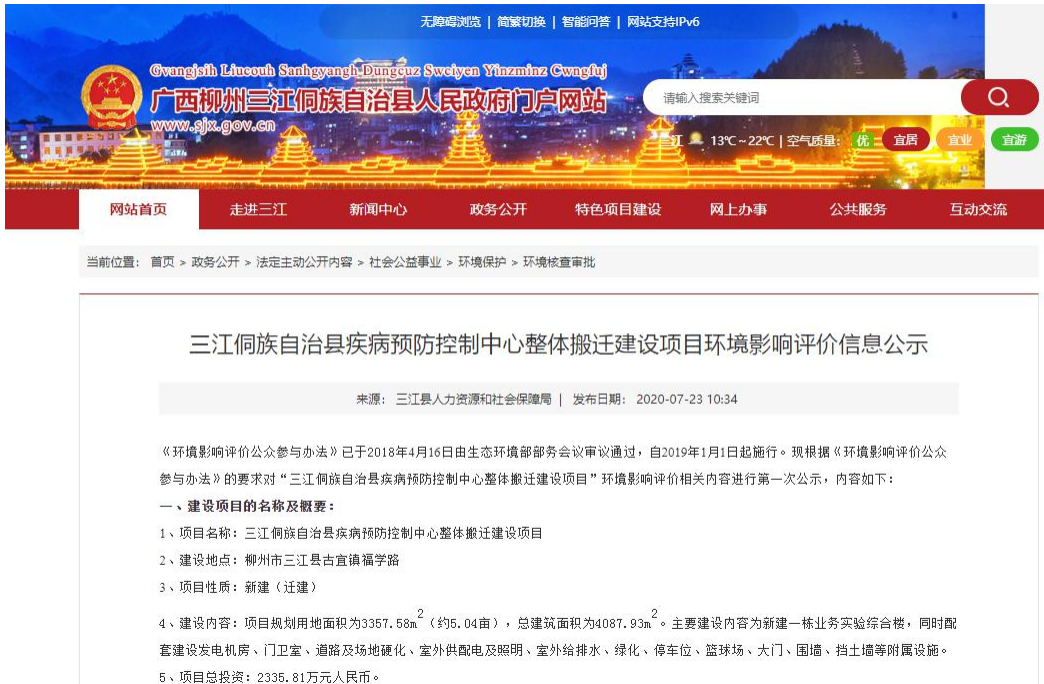 无障碍浏览 | 简繁切换 | 智能问答 | 网站支持IPv6
Gvangjsih Liucouh Sanhgyangh Dungcuz Swciyen Yinzminz Cwngfuj
广西柳州三江侗族自治县人民政府门户网站
www.sjx.gov.cn
请输入搜索关键词
江 13℃~22℃ | 空气质量: 优 宜居 宜业 宜游
网站首页 走进三江 新闻中心 政务公开 特色项目建设 网上办事 公共服务 互动交流
当前位置: 首页 > 政务公开 > 法定主动公开内容 > 社会公益事业 > 环境保护 > 环境核查审批
三江侗族自治县疾病预防控制中心整体搬迁建设项目环境影响评价信息公示
来源: 三江县人力资源和社会保障局 | 发布日期: 2020-07-23 10:34
《环境影响评价公众参与办法》已于2018年4月16日由生态环境部部务会议审议通过，自2019年1月1日起施行。现根据《环境影响评价公众
参与办法》的要求对“三江侗族自治县疾病预防控制中心整体搬迁建设项目”环境影响评价相关内容进行第一次公示，内容如下：
一、建设项目的名称及概要：
1、项目名称：三江侗族自治县疾病预防控制中心整体搬迁建设项目
2、建设地点：柳州市三江县古宜镇福学路
3、项目性质：新建（迁建）
4、建设内容：项目规划用地面积为3357.58m²（约5.04亩），总建筑面积为4087.93m²。主要建设内容为新建一栋业务实验综合楼，同时配
套建设发电机房、门卫室、道路及场地硬化、室外供配电及照明、室外给排水、绿化、停车位、篮球场、大门、围墙、挡土墙等附属设施。
5、项目总投资：2335.81万元人民币。